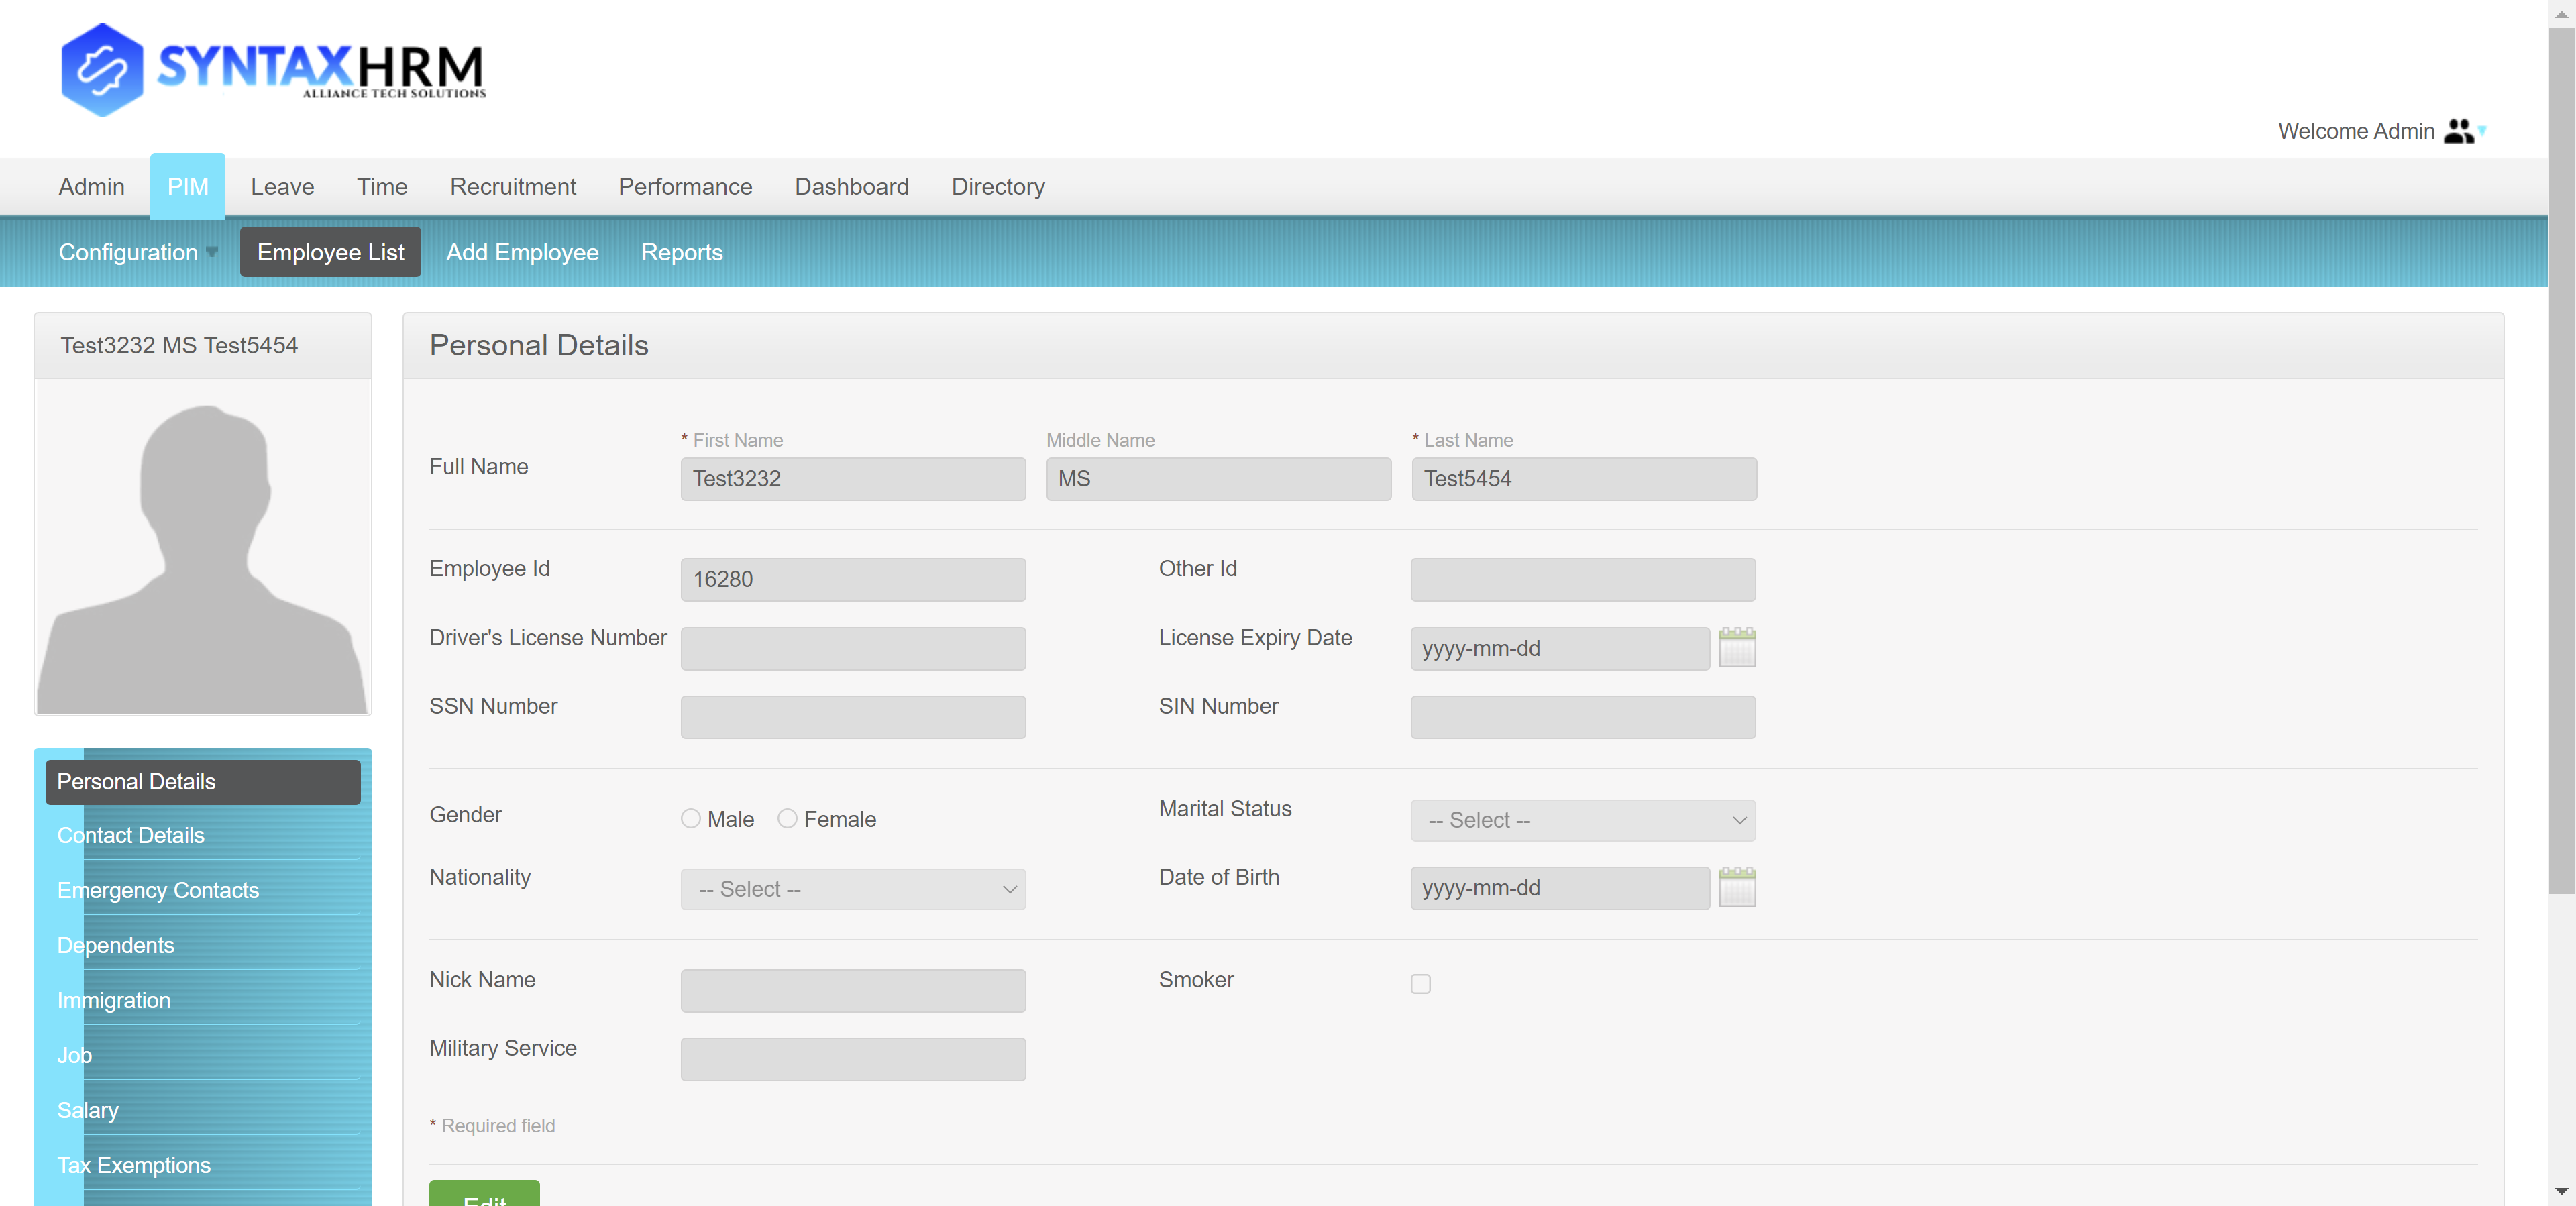 SYNTAXHRM
ALLIANCE TECH SOLUTIONS
Welcome Admin
Admin PIM Leave Time Recruitment Performance Dashboard Directory
Configuration Employee List Add Employee Reports
Test3232 MS Test5454
Personal Details
* First Name Middle Name * Last Name
Full Name Test3232 MS Test5454
Employee Id 16280 Other Id
Driver's License Number License Expiry Date yyyy-mm-dd
SSN Number SIN Number
Gender Male Female Marital Status -- Select --
Nationality -- Select -- Date of Birth yyyy-mm-dd
Nick Name Smoker
Military Service
* Required field
Edit
Personal Details
Contact Details
Emergency Contacts
Dependents
Immigration
Job
Salary
Tax Exemptions